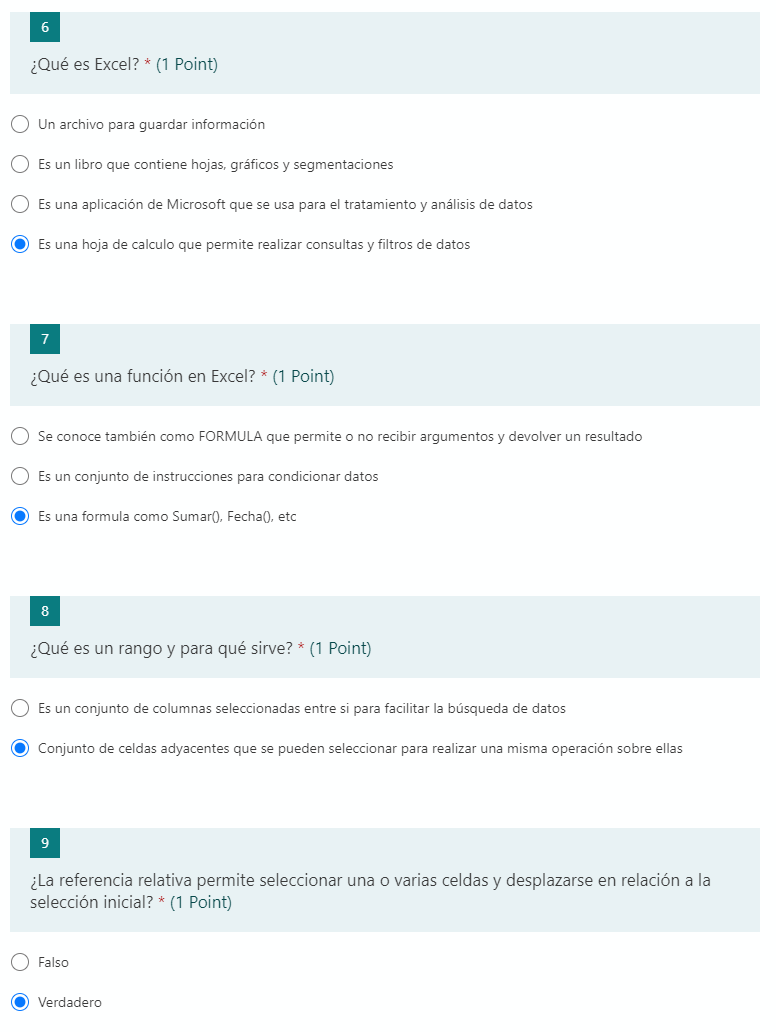 6
¿Qué es Excel? * (1 Point)
Un archivo para guardar información
Es un libro que contiene hojas, gráficos y segmentaciones
Es una aplicación de Microsoft que se usa para el tratamiento y análisis de datos
Es una hoja de calculo que permite realizar consultas y filtros de datos
7
¿Qué es una función en Excel? * (1 Point)
Se conoce también como FORMULA que permite o no recibir argumentos y devolver un resultado
Es un conjunto de instrucciones para condicionar datos
Es una formula como Sumar(), Fecha(), etc
8
¿Qué es un rango y para qué sirve? * (1 Point)
Es un conjunto de columnas seleccionadas entre si para facilitar la búsqueda de datos
Conjunto de celdas adyacentes que se pueden seleccionar para realizar una misma operación sobre ellas
9
¿La referencia relativa permite seleccionar una o varias celdas y desplazarse en relación a la
selección inicial? * (1 Point)
Falso
Verdadero